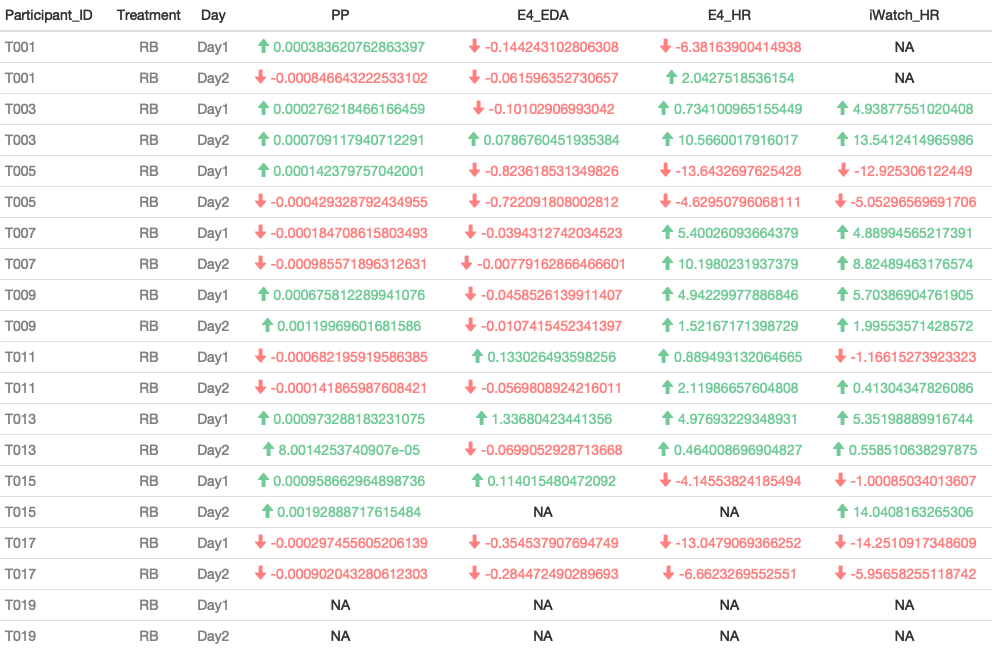 Participant_ID Treatment Day PP E4_EDA E4_HR iWatch_HR
T001 RB Day1 0.000383620762863397 -0.144243102806308 -6.38163900414938 NA
T001 RB Day2 -0.000846643222533102 -0.061596352730657 2.0427518536154 NA
T003 RB Day1 0.000276218466166459 -0.10102906993042 0.734100965155449 4.93877551020408
T003 RB Day2 0.000709117940712291 0.0786760451935384 10.5660017916017 13.5412414965986
T005 RB Day1 0.000142379757042001 -0.823618531349826 -13.6432697625428 -12.925306122449
T005 RB Day2 -0.000429328792434955 -0.722091808002812 -4.62950796068111 -5.05296569691706
T007 RB Day1 -0.000184708615803493 -0.0394312742034523 5.40026093664379 4.88994565217391
T007 RB Day2 -0.000985571896312631 -0.00779162866466601 10.1980231937379 8.82489463176574
T009 RB Day1 0.000675812289941076 -0.0458526139911407 4.94229977886846 5.70386904761905
T009 RB Day2 0.00119969601681586 -0.0107415452341397 1.52167171398729 1.99553571428572
T011 RB Day1 -0.000682195919586385 0.133026493598256 0.889493132064665 -1.16615273923323
T011 RB Day2 -0.000141865987608421 -0.0569808924216011 2.11986657604808 0.41304347826086
T013 RB Day1 0.000973288183231075 1.33680423441356 4.97693229348931 5.35198889916744
T013 RB Day2 8.0014253740907e-05 -0.0699052928713668 0.464008696904827 0.558510638297875
T015 RB Day1 0.000958662964898736 0.114015480472092 -4.14553824185494 -1.00085034013607
T015 RB Day2 0.00192888717615484 NA NA 14.0408163265306
T017 RB Day1 -0.000297455605206139 -0.354537907694749 -13.0479069366252 -14.2510917348609
T017 RB Day2 -0.000902043280612303 -0.284472490289693 -6.6623269552551 -5.95658255118742
T019 RB Day1 NA NA NA NA
T019 RB Day2 NA NA NA NA